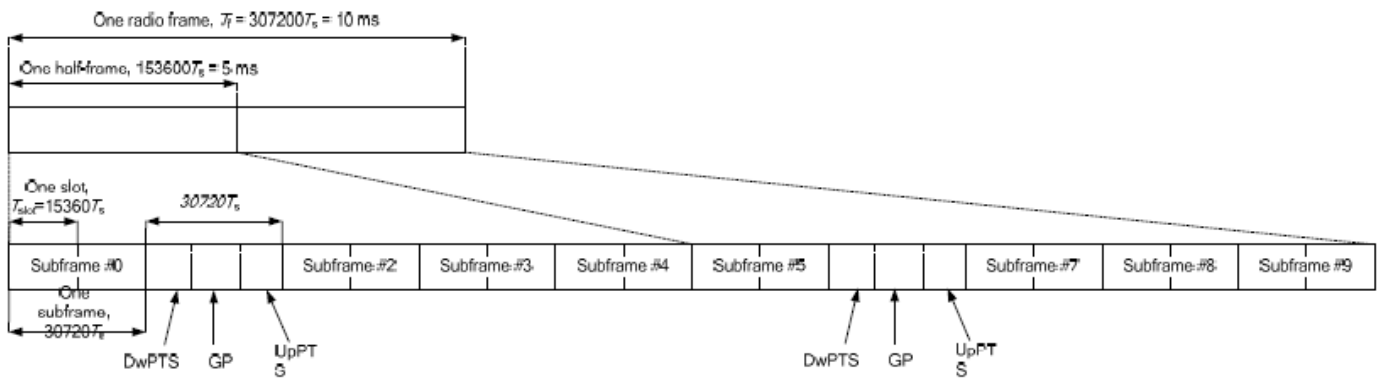 One radio frame, Tf = 307200Ts = 10 ms
One half-frame, 153600Ts = 5 ms
One slot,
Tslot=15360Ts
30720Ts
Subframe #0
Subframe #2
Subframe #3
Subframe #4
Subframe #5
Subframe #7
Subframe #8
Subframe #9
One
subframe,
30720Ts
DwPTS
GP
UpPT
S
DwPTS
GP
UpPT
S